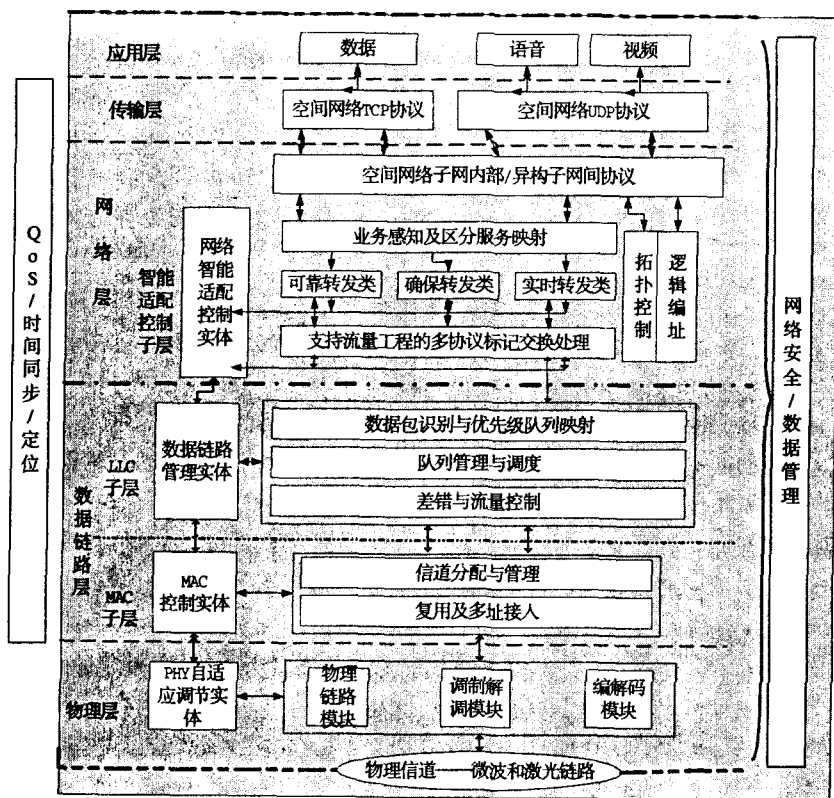 应用层
数据
语音
视频
传输层
空间网络TCP协议
空间网络UDP协议
空间网络子网内部/异构子网间协议
网络层
智能适配控制子层
网络智能适配控制实体
业务感知及区分服务映射
可靠转发类
确保转发类
实时转发类
拓扑控制
逻辑编址
支持流量工程的多协议标记交换处理
QoS/时间同步/定位
网络安全/数据管理
数据链路层
LLC
子层
数据链路
管理实体
数据包识别与优先级队列映射
队列管理与调度
差错与流量控制
MAC
子层
MAC
控制实体
信道分配与管理
复用及多址接人
物理层
PHY自
适应调节实
体
物理
链路
模块
调制解
调模块
编解码
模块
物理信道——微波和激光链路